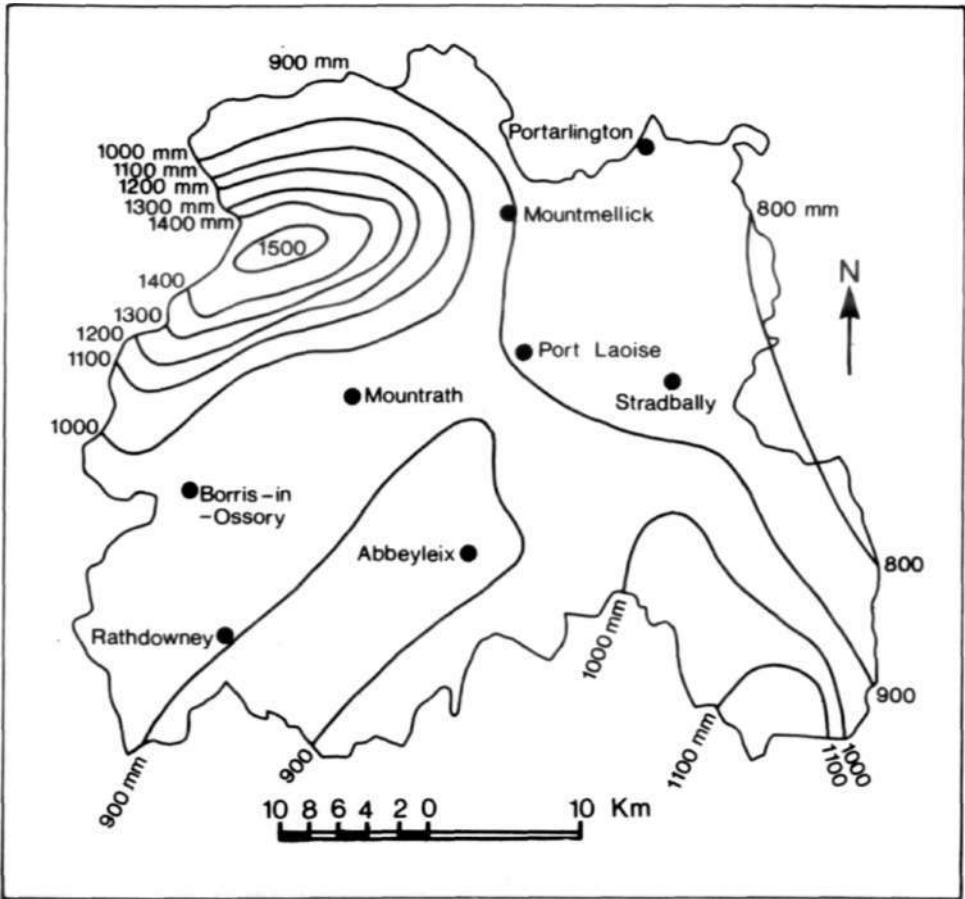 900 mm
Portarlington
1000 mm
1100 mm
1200 mm
1300 mm
1400 mm
Mountmellick
800 mm
1500
N
1400
1300
1200
1100
Port Laoise
Mountrath
Stradbally
1000
Borris-in
-Ossory
Abbeyleix
800
Rathdowney
1000 mm
900
1100 mm
900 mm
900
1000
1100
10 8 6 4 2 0 10 Km